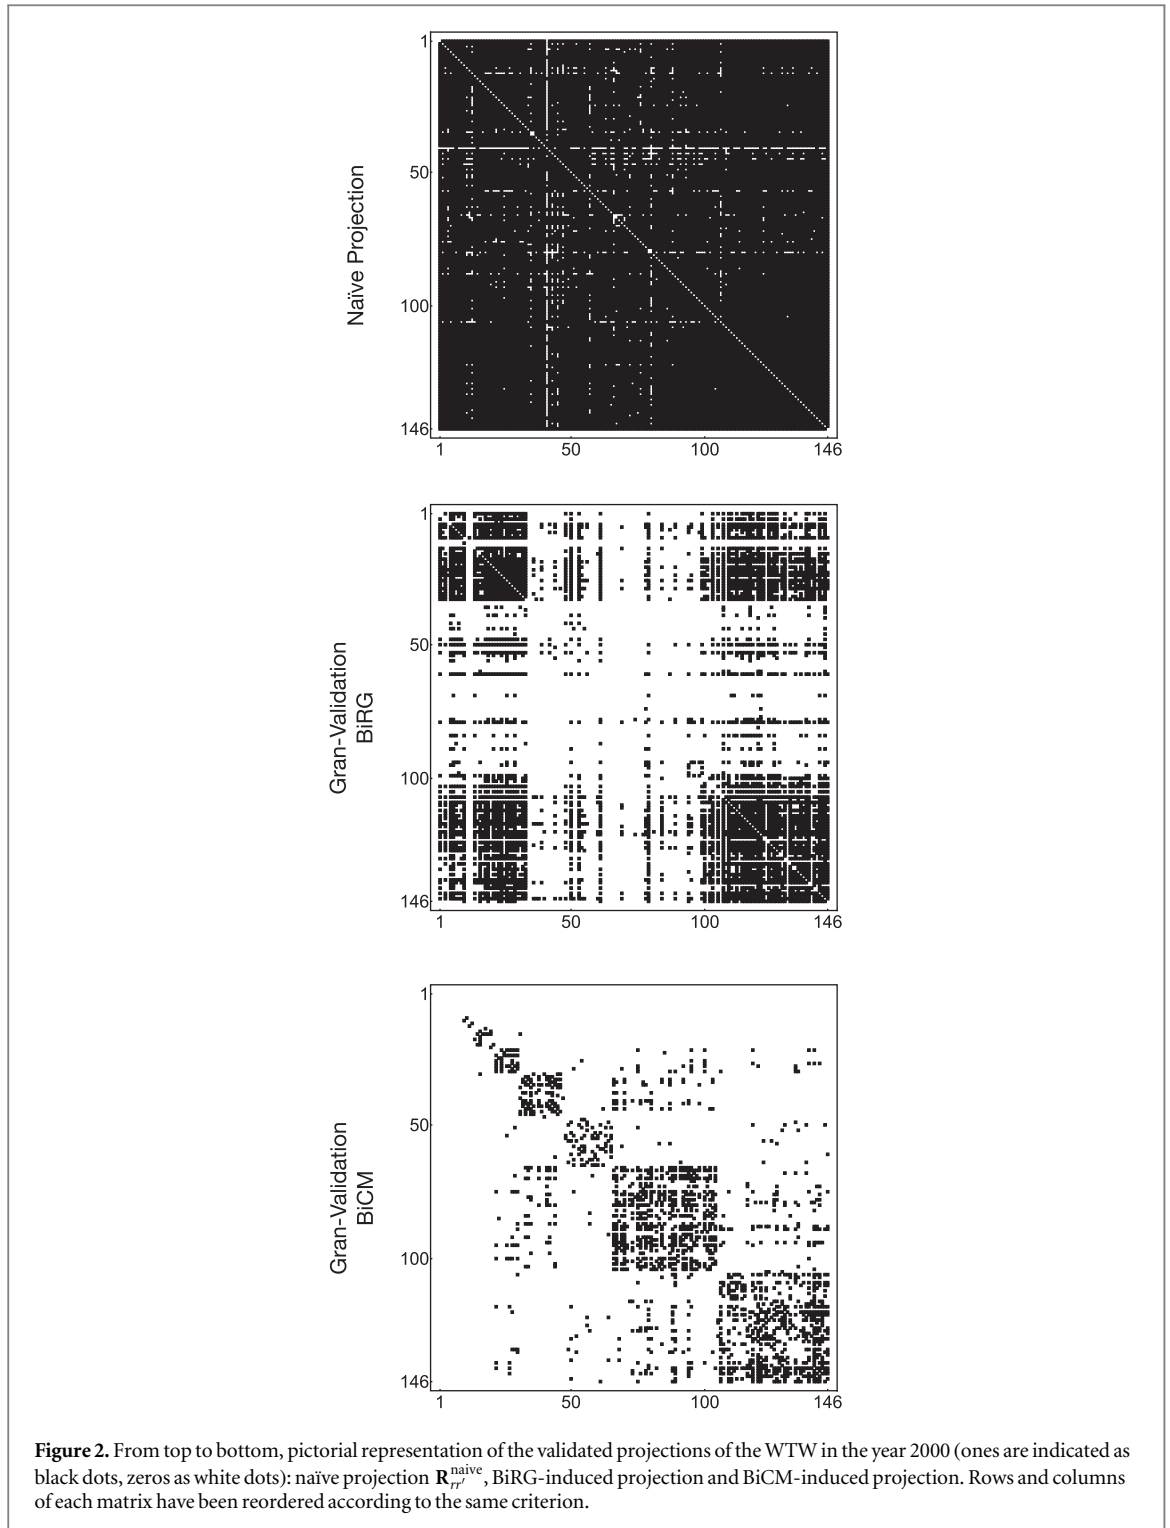 1
50
100
146
1 50 100 146
Naïve Projection
1
50
100
146
1 50 100 146
Gran-Validation
BiRG
1
50
100
146
1 50 100 146
Gran-Validation
BiCM
Figure 2. From top to bottom, pictorial representation of the validated projections of the WTW in the year 2000 (ones are indicated as
black dots, zeros as white dots): naïve projection R_{rr′}^{naive}, BiRG-induced projection and BiCM-induced projection. Rows and columns
of each matrix have been reordered according to the same criterion.